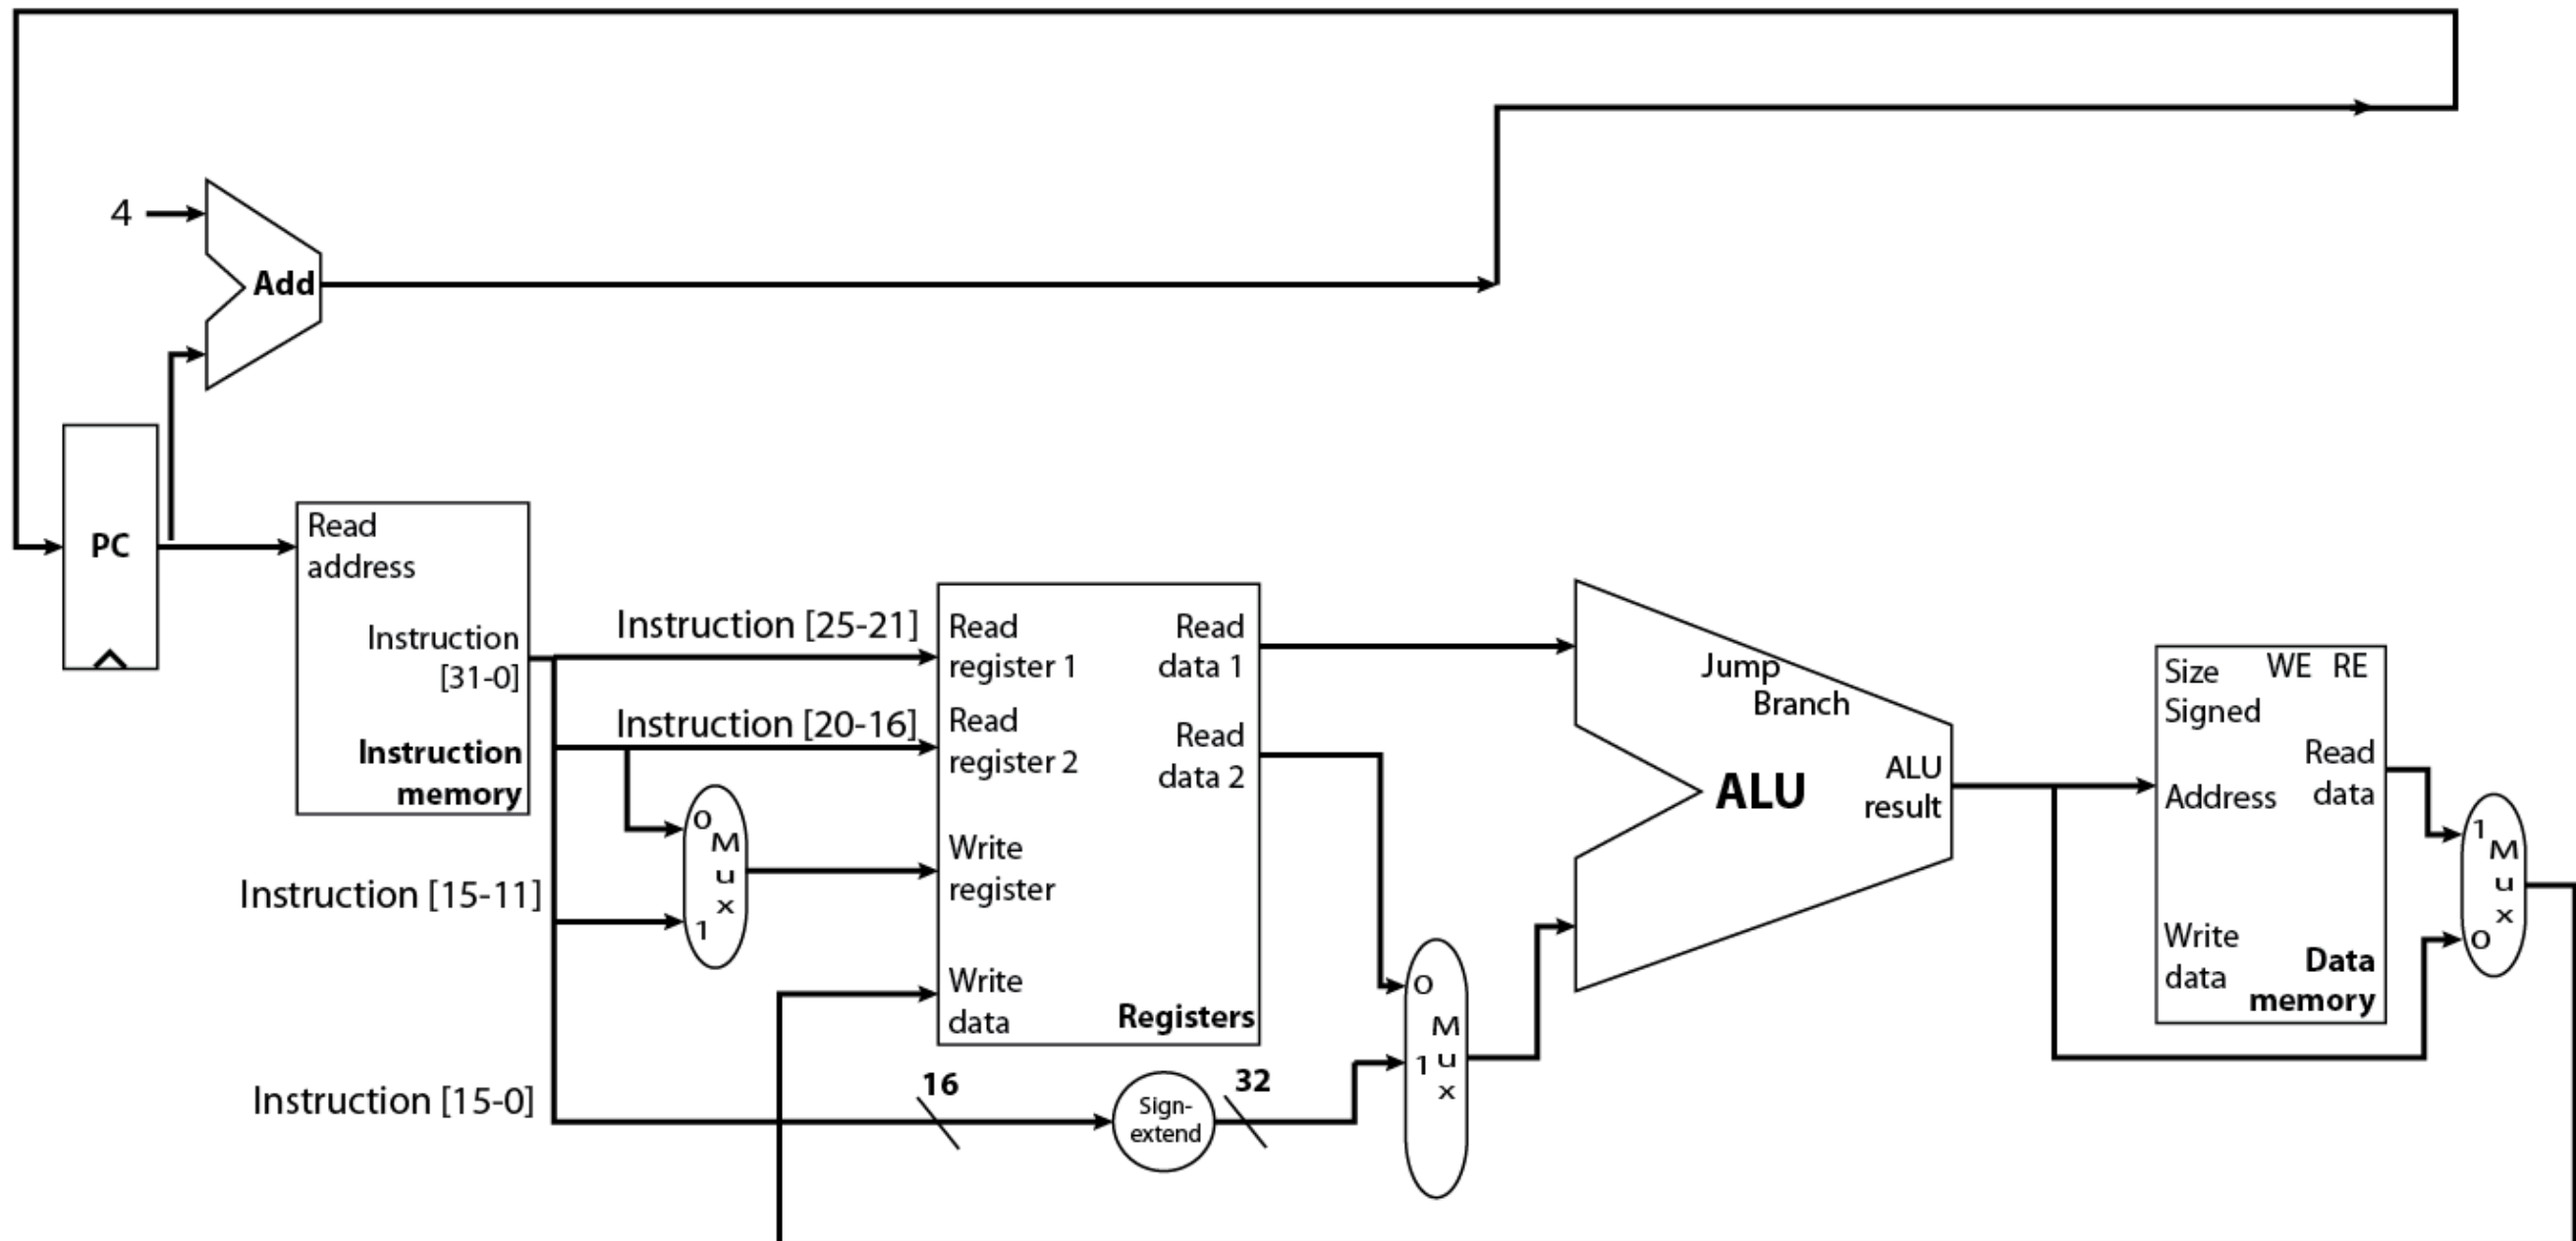 4
Add
PC
Read
address
Instruction
[31-0]
Instruction
memory
Instruction [25-21]
Instruction [20-16]
Instruction [15-11]
Instruction [15-0]
0
M
u
x
1
Read
register 1
Read
register 2
Write
register
Write
data
Read
data 1
Read
data 2
Registers
16
Sign-
extend
32
0
M
1 u
x
Jump
Branch
ALU
ALU
result
Size WE RE
Signed
Read
data
Address
Write
data
Data
memory
1
M
u
x
0